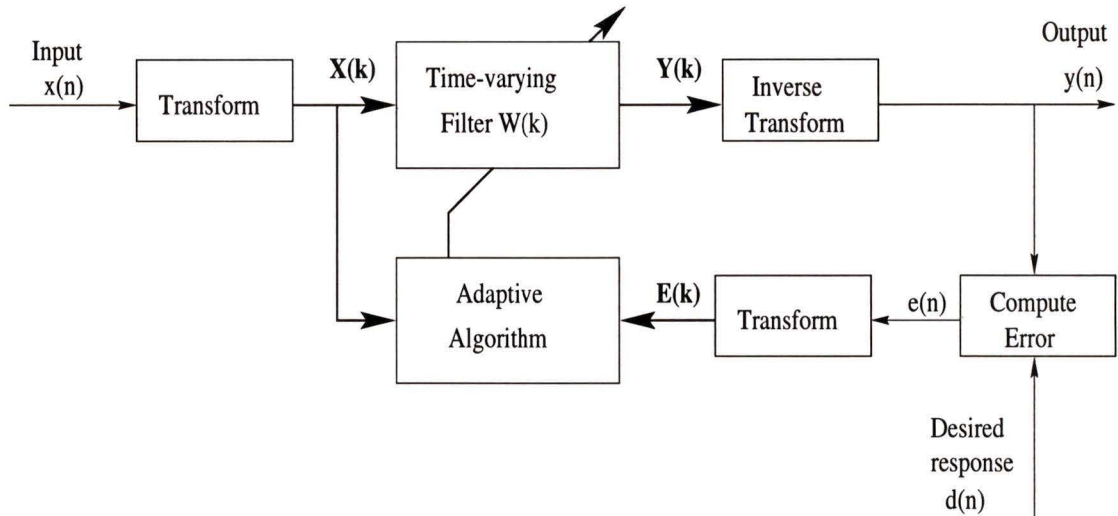 Input
x(n)
Transform
X(k)
Time-varying
Filter W(k)
Y(k)
Inverse
Transform
Output
y(n)
Adaptive
Algorithm
E(k)
Transform
e(n)
Compute
Error
Desired
response
d(n)